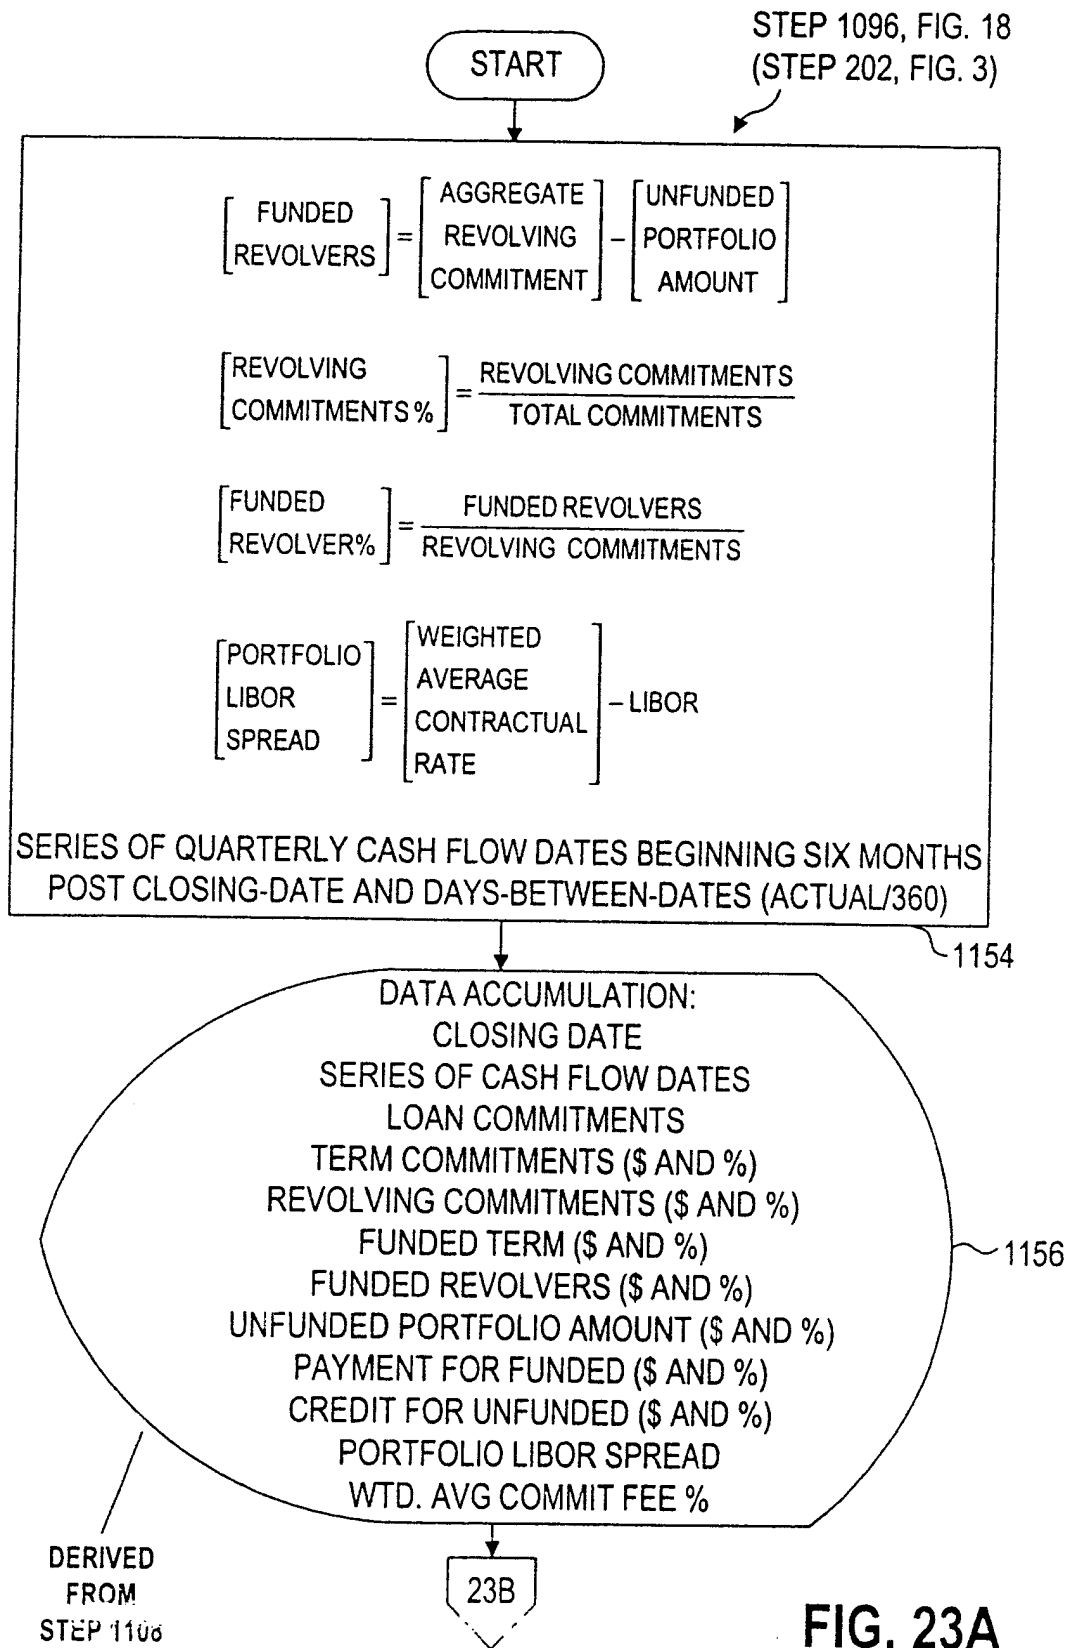 STEP 1096, FIG. 18
(STEP 202, FIG. 3)
START
[FUNDED REVOLVERS] = [AGGREGATE REVOLVING COMMITMENT] – [UNFUNDED PORTFOLIO AMOUNT]
[REVOLVING COMMITMENTS %] = REVOLVING COMMITMENTS / TOTAL COMMITMENTS
[FUNDED REVOLVER%] = FUNDED REVOLVERS / REVOLVING COMMITMENTS
[PORTFOLIO LIBOR SPREAD] = [WEIGHTED AVERAGE CONTRACTUAL RATE] – LIBOR
SERIES OF QUARTERLY CASH FLOW DATES BEGINNING SIX MONTHS
POST CLOSING-DATE AND DAYS-BETWEEN-DATES (ACTUAL/360)
1154
DATA ACCUMULATION:
CLOSING DATE
SERIES OF CASH FLOW DATES
LOAN COMMITMENTS
TERM COMMITMENTS ($ AND %)
REVOLVING COMMITMENTS ($ AND %)
FUNDED TERM ($ AND %)
FUNDED REVOLVERS ($ AND %)
UNFUNDED PORTFOLIO AMOUNT ($ AND %)
PAYMENT FOR FUNDED ($ AND %)
CREDIT FOR UNFUNDED ($ AND %)
PORTFOLIO LIBOR SPREAD
WTD. AVG COMMIT FEE %
1156
DERIVED
FROM
STEP 1108
23B
FIG. 23A